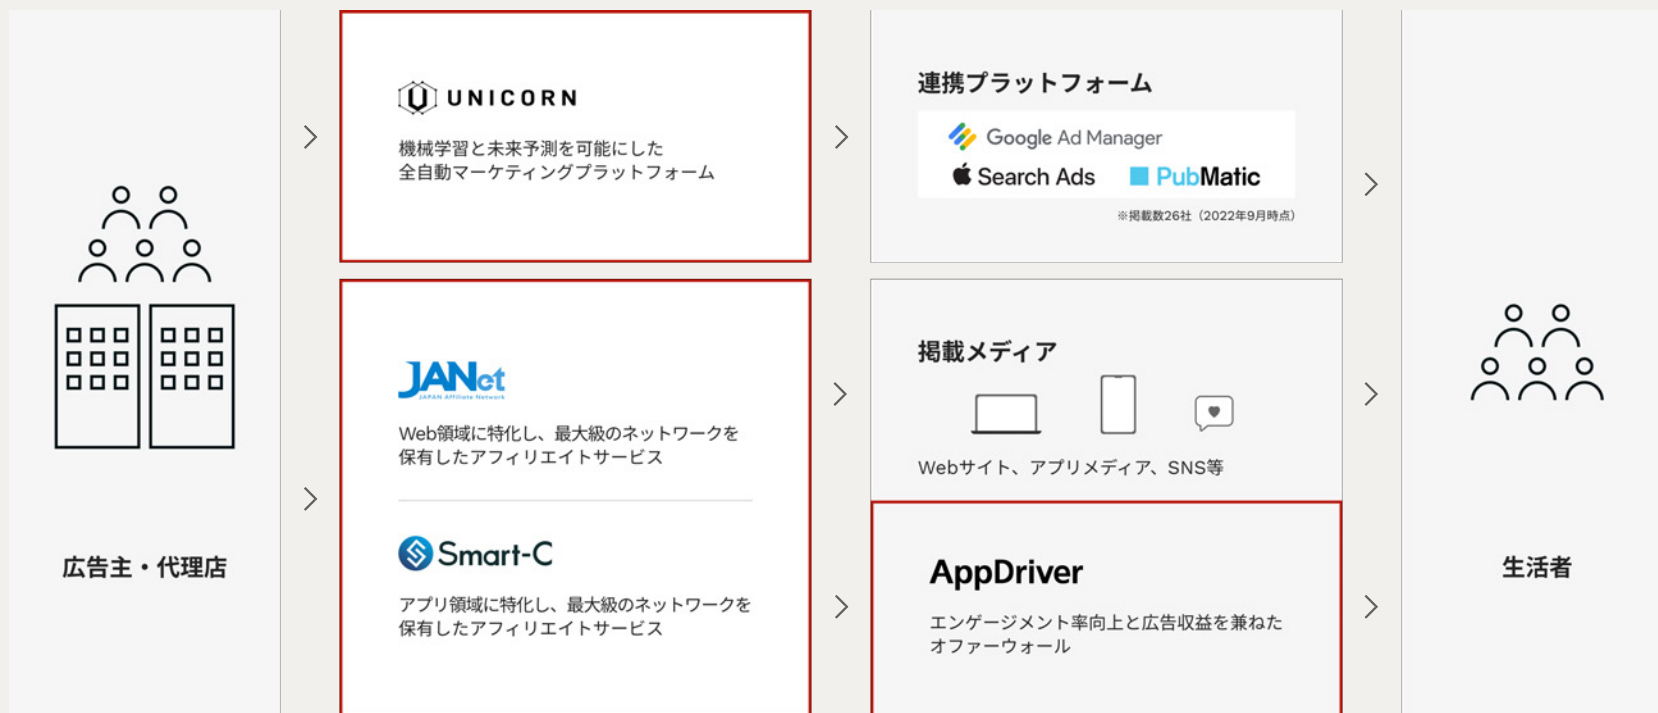 広告主・代理店
UNICORN
機械学習と未来予測を可能にした
全自動マーケティングプラットフォーム
JANet
JAPAN Affiliate Network
Web領域に特化し、最大級のネットワークを
保有したアフィリエイトサービス
Smart-C
アプリ領域に特化し、最大級のネットワークを
保有したアフィリエイトサービス
連携プラットフォーム
Google Ad Manager
Search Ads
PubMatic
※掲載数26社（2022年9月時点）
掲載メディア
Webサイト、アプリメディア、SNS等
AppDriver
エンゲージメント率向上と広告収益を兼ねた
オファーウォール
生活者